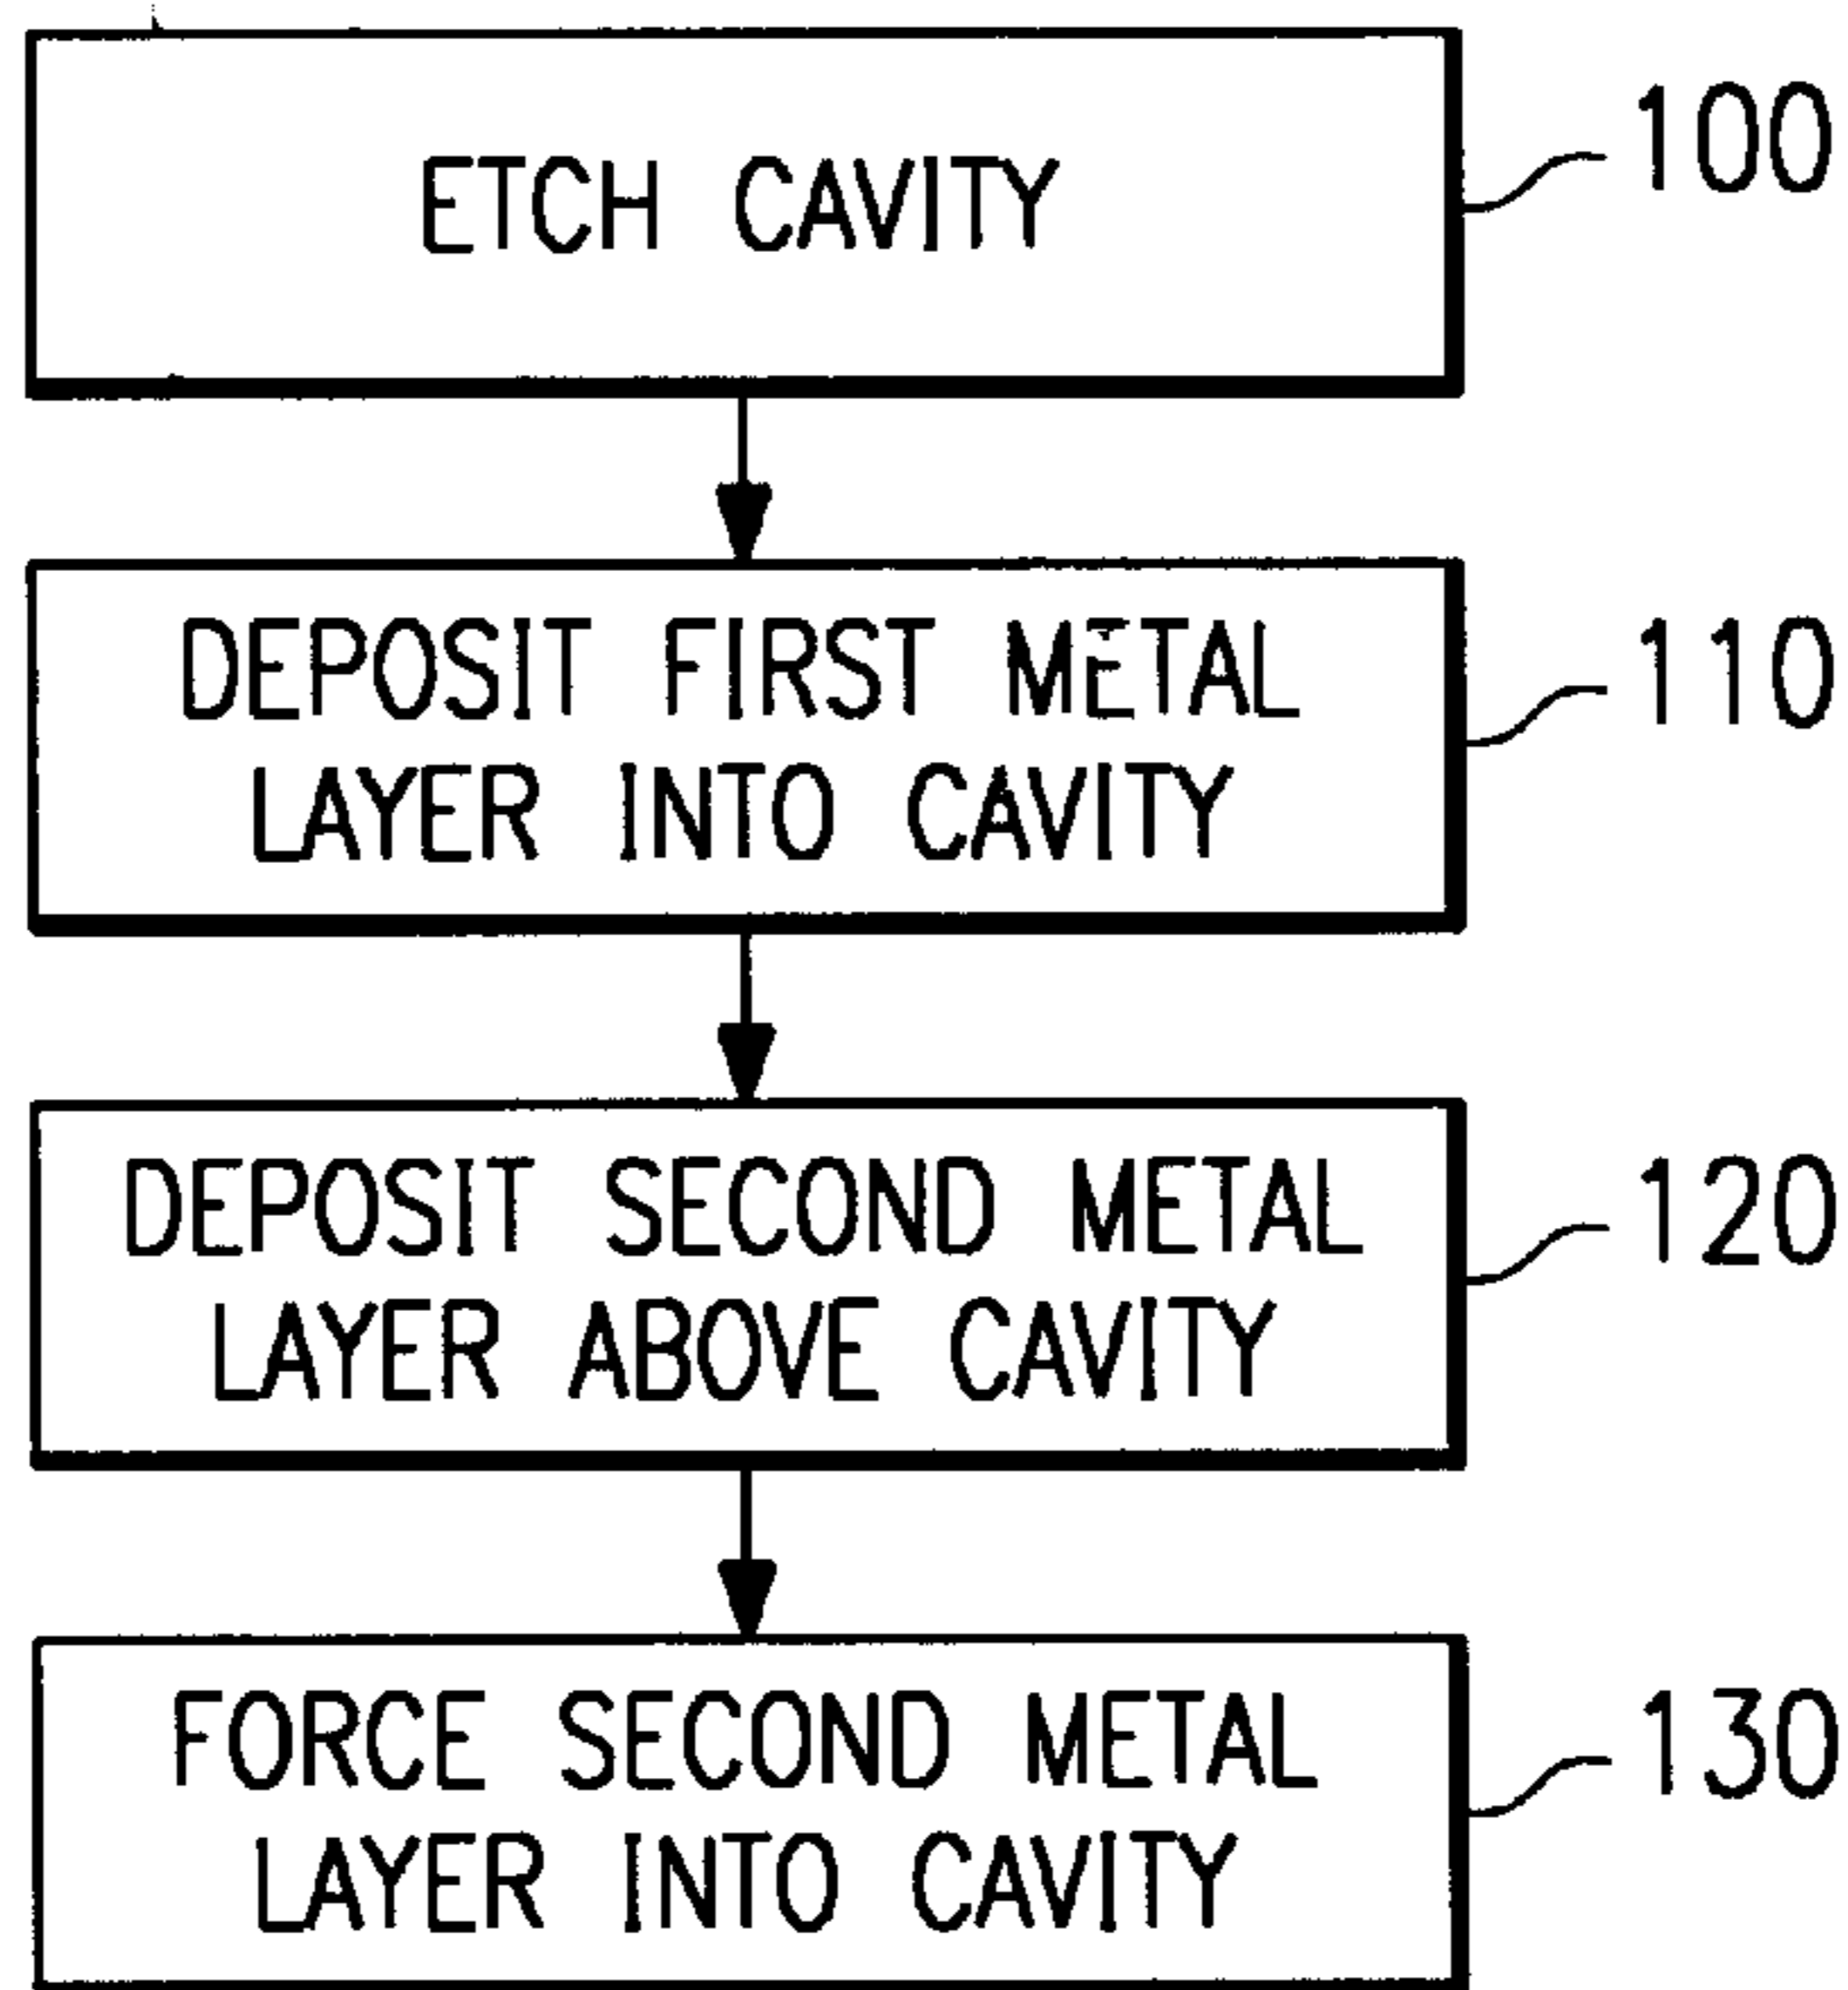 ETCH CAVITY
100
DEPOSIT FIRST METAL
LAYER INTO CAVITY
110
DEPOSIT SECOND METAL
LAYER ABOVE CAVITY
120
FORCE SECOND METAL
LAYER INTO CAVITY
130